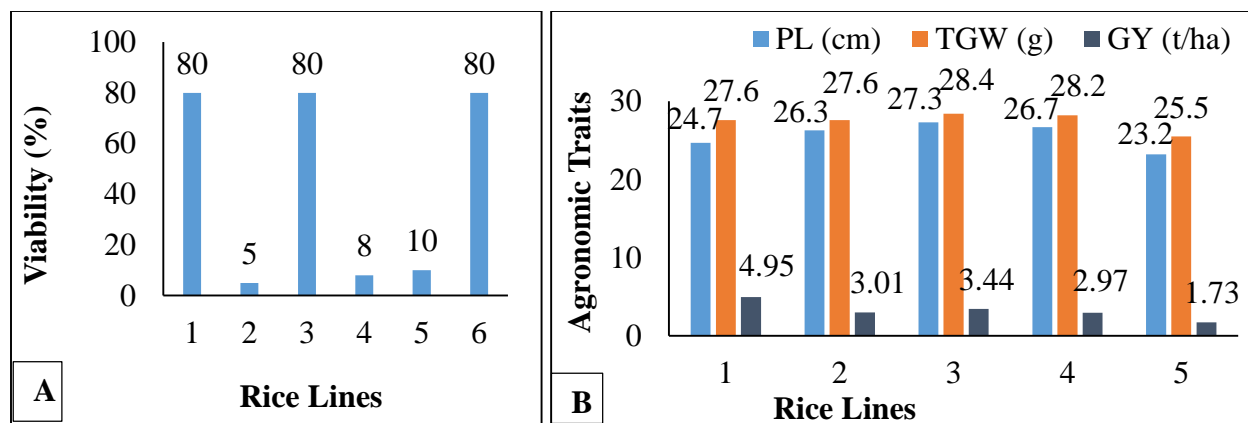 100
80
60
40
20
0
Viability (%)
80
5
80
8
10
80
1 2 3 4 5 6
Rice Lines
A
PL (cm) TGW (g) GY (t/ha)
30
20
10
0
Agronomic Traits
24.7 27.6 4.95
26.3 27.6 3.01
27.3 28.4 3.44
26.7 28.2 2.97
23.2 25.5 1.73
1 2 3 4 5
Rice Lines
B